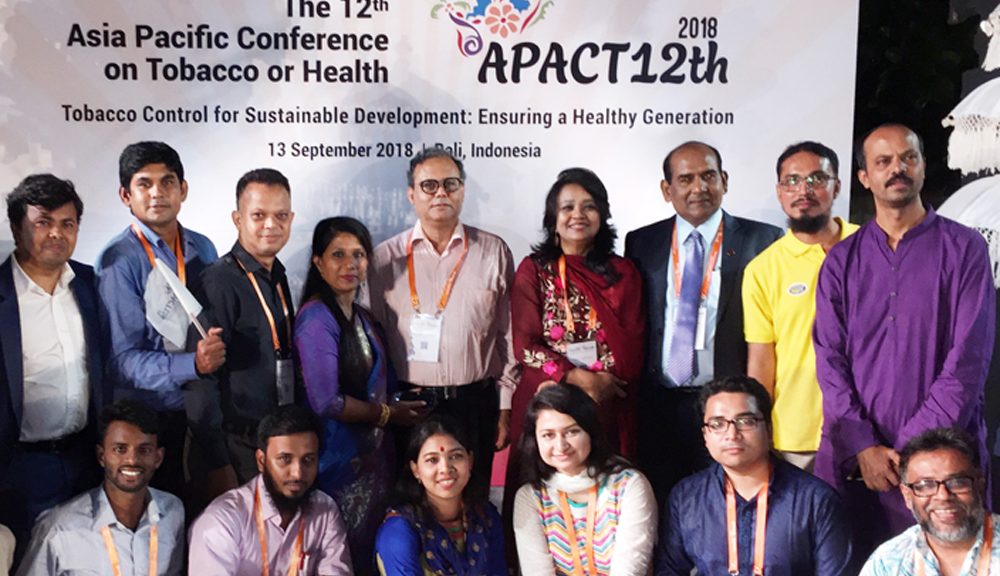 The 12th
Asia Pacific Conference
on Tobacco or Health
2018
APACT12th
Tobacco Control for Sustainable Development: Ensuring a Healthy Generation
13 September 2018 | Bali, Indonesia